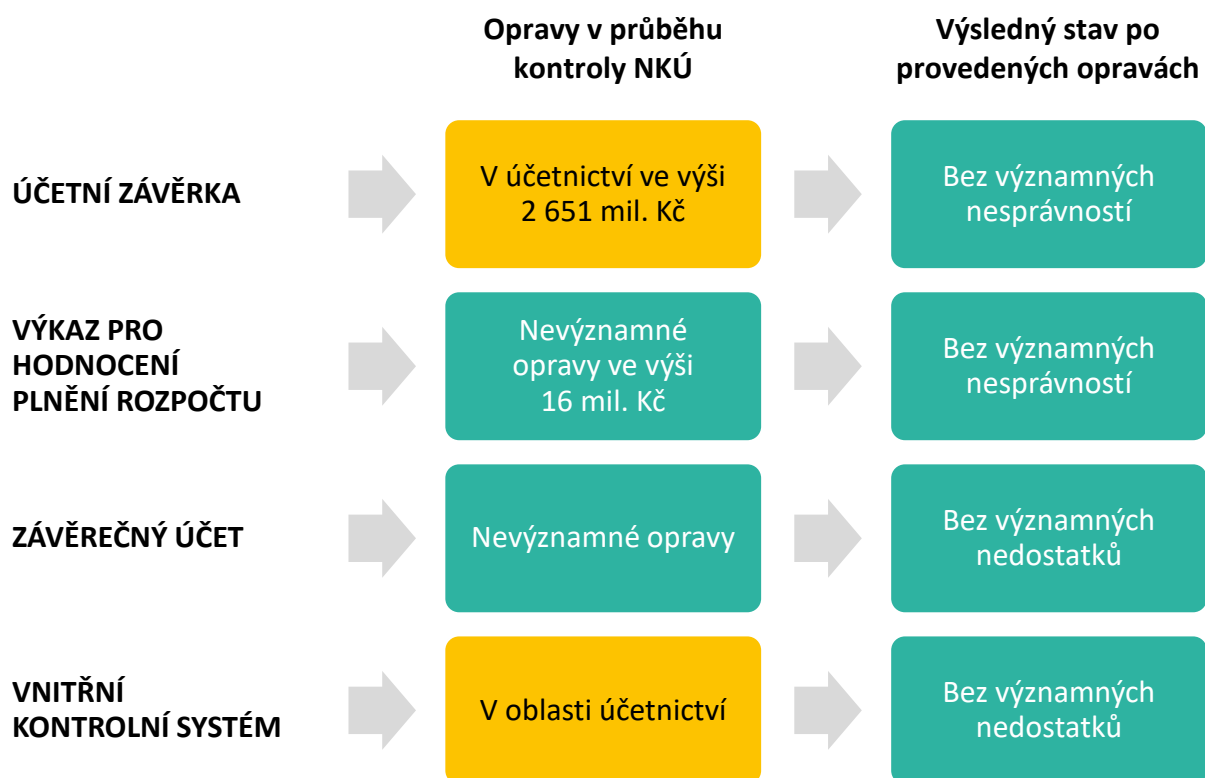 Opravy v průběhu
kontroly NKÚ
Výsledný stav po
provedených opravách
ÚČETNÍ ZÁVĚRKA
V účetnictví ve výši
2 651 mil. Kč
Bez významných
nesprávností
VÝKAZ PRO
HODNOCENÍ
PLNĚNÍ ROZPOČTU
Nevýznamné
opravy ve výši
16 mil. Kč
Bez významných
nesprávností
ZÁVĚREČNÝ ÚČET
Nevýznamné opravy
Bez významných
nedostatků
VNITŘNÍ
KONTROLNÍ SYSTÉM
V oblasti účetnictví
Bez významných
nedostatků